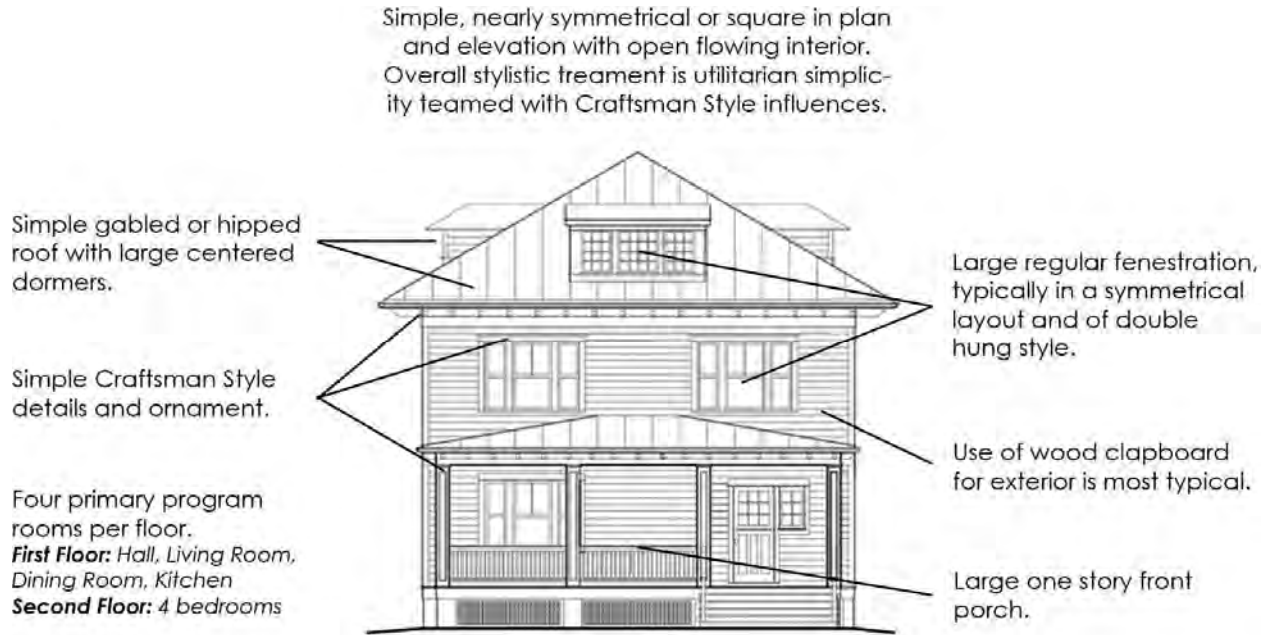 Simple, nearly symmetrical or square in plan
and elevation with open flowing interior.
Overall stylistic treament is utilitarian simplic-
ity teamed with Craftsman Style influences.
Simple gabled or hipped
roof with large centered
dormers.
Simple Craftsman Style
details and ornament.
Four primary program
rooms per floor.
First Floor: Hall, Living Room,
Dining Room, Kitchen
Second Floor: 4 bedrooms
Large regular fenestration,
typically in a symmetrical
layout and of double
hung style.
Use of wood clapboard
for exterior is most typical.
Large one story front
porch.